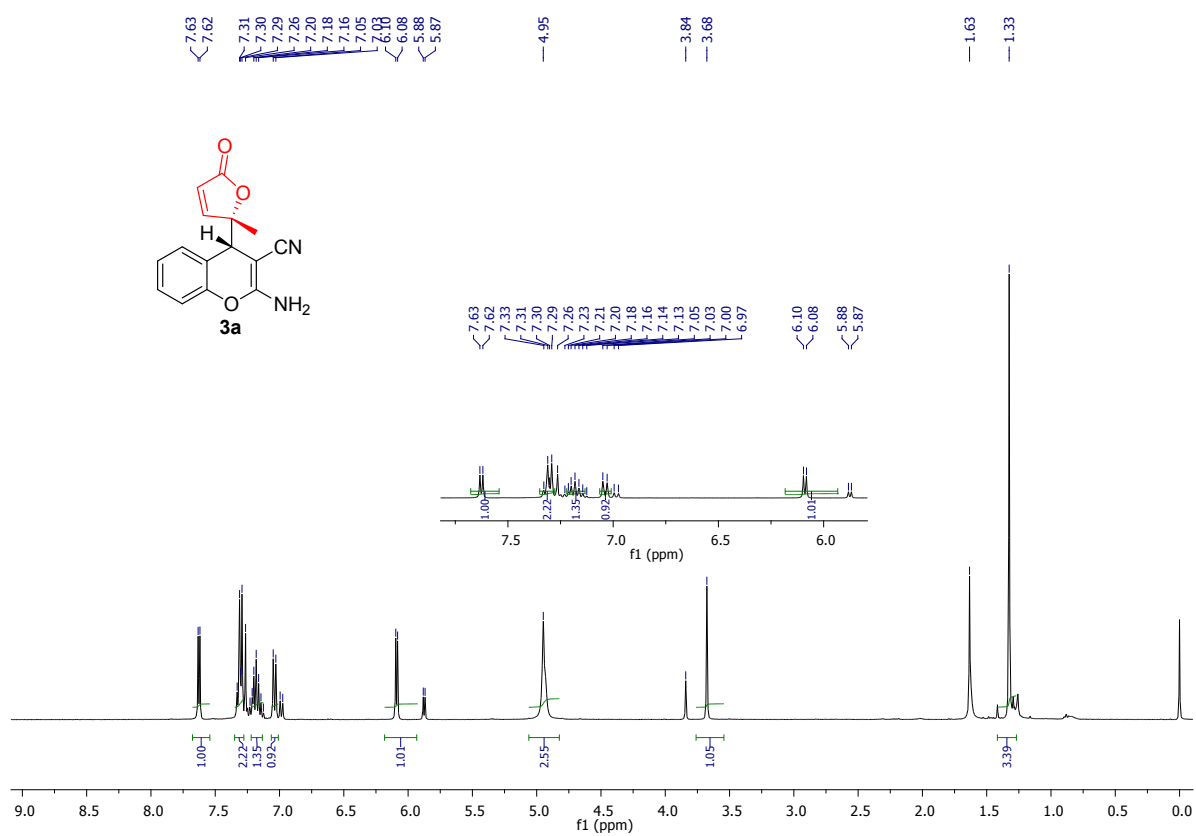 7.63 7.62 7.31 7.30 7.29 7.26 7.20 7.18 7.16 7.05 7.03 6.10 6.08 5.88 5.87 4.95 3.84 3.68 1.63 1.33
O
O
H
CN
O
NH2
3a
7.63 7.62 7.33 7.31 7.30 7.29 7.26 7.23 7.21 7.20 7.18 7.16 7.14 7.13 7.05 7.03 7.00 6.97 6.10 6.08 5.88 5.87
1.00 2.22 1.35 0.92 1.01
7.5 7.0 6.5 6.0
f1 (ppm)
1.00 2.22 1.35 0.92 1.01 2.55 1.05 3.39
9.0 8.5 8.0 7.5 7.0 6.5 6.0 5.5 5.0 4.5 4.0 3.5 3.0 2.5 2.0 1.5 1.0 0.5 0.0
f1 (ppm)